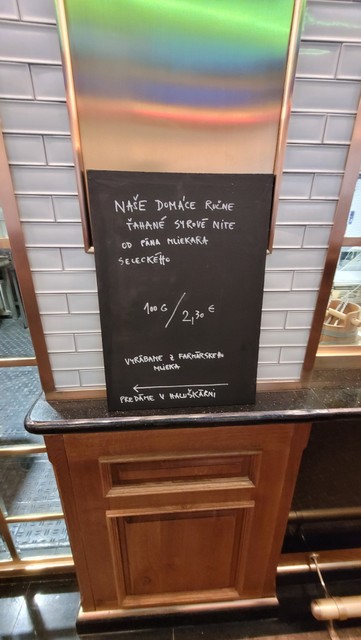 NAŠE DOMÁCE RUČNE
ŤAHANÉ SYROVÉ NITE
OD PÁNA MLIEKARA
SELECKÉHO
100 G / 2,30 €
VYRÁBAME Z FARMÁRSKEHO
MLIEKA
PREDÁME V HALUŠKÁRNI